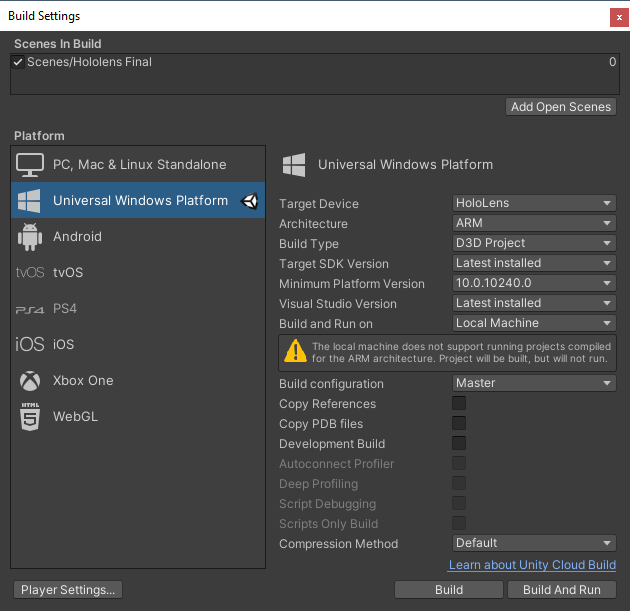 Build Settings
x
Scenes In Build
Scenes/Hololens Final 0
Add Open Scenes
Platform
PC, Mac & Linux Standalone
Universal Windows Platform
Android
tvOS tvOS
PS4 PS4
iOS iOS
Xbox One
HTML 5 WebGL
Universal Windows Platform
Target Device HoloLens
Architecture ARM
Build Type D3D Project
Target SDK Version Latest installed
Minimum Platform Version 10.0.10240.0
Visual Studio Version Latest installed
Build and Run on Local Machine
The local machine does not support running projects compiled
for the ARM architecture. Project will be built, but will not run.
Build configuration Master
Copy References
Copy PDB files
Development Build
Autoconnect Profiler
Deep Profiling
Script Debugging
Scripts Only Build
Compression Method Default
Learn about Unity Cloud Build
Player Settings... Build Build And Run